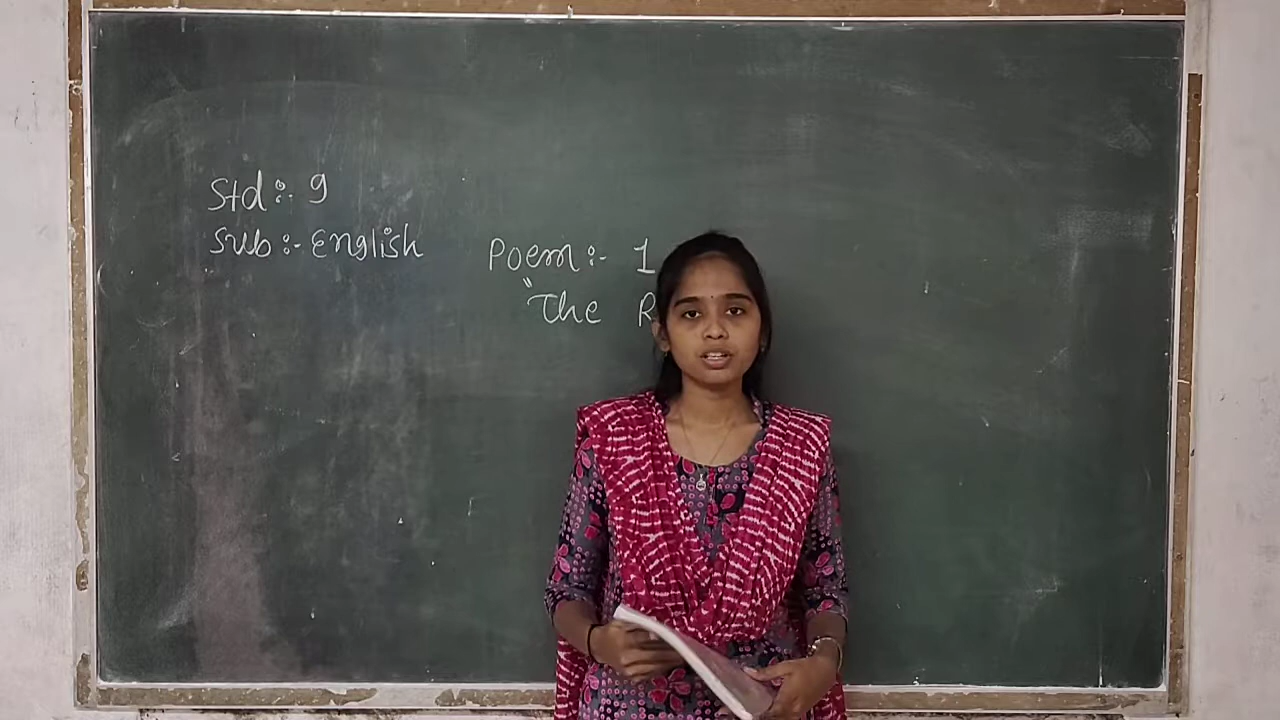 Std :- 9
Sub :- English
Poem :- 1
"The R